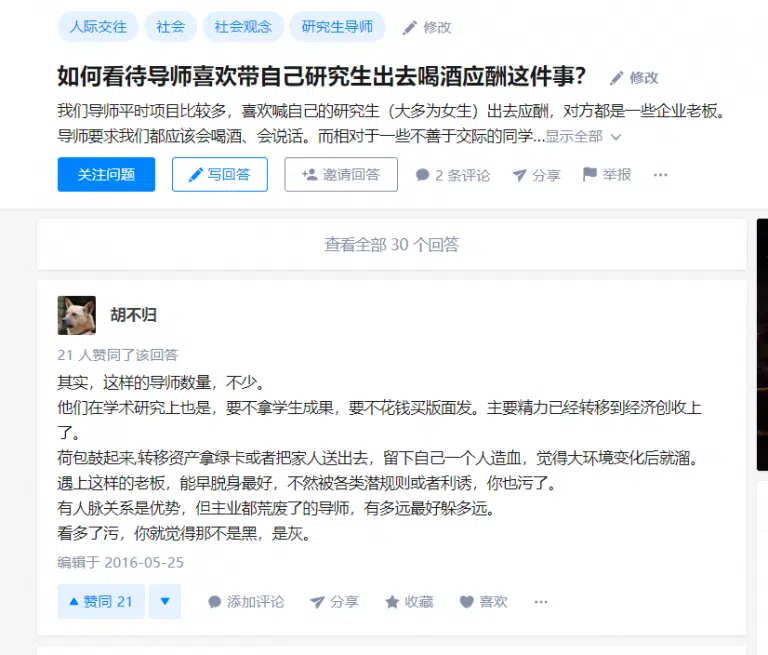 人际交往 社会 社会观念 研究生导师 修改
如何看待导师喜欢带自己研究生出去喝酒应酬这件事? 修改
我们导师平时项目比较多，喜欢喊自己的研究生（大多为女生）出去应酬，对方都是一些企业老板。
导师要求我们都应该会喝酒、会说话。而相对于一些不善于交际的同学...显示全部
关注问题 写回答 邀请回答 2 条评论 分享 举报 ...
查看全部 30 个回答
胡不归
21 人赞同了该回答
其实，这样的导师数量，不少。
他们在学术研究上也是，要不拿学生成果，要不花钱买版面发。主要精力已经转移到经济创收上
了。
荷包鼓起来,转移资产拿绿卡或者把家人送出去，留下自己一个人造血，觉得大环境变化后就溜。
遇上这样的老板，能早脱身最好，不然被各类潜规则或者利诱，你也污了。
有人脉关系是优势，但主业都荒废了的导师，有多远最好躲多远。
看多了污，你就觉得那不是黑，是灰。
编辑于 2016-05-25
赞同 21 添加评论 分享 收藏 喜欢 ...